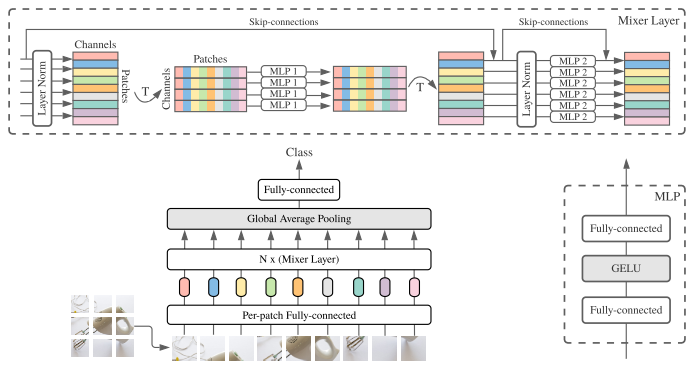 Skip-connections
Skip-connections
Mixer Layer
Channels
Patches
Layer Norm
Patches
T
Channels
MLP 1
MLP 1
MLP 1
MLP 1
T
Layer Norm
MLP 2
MLP 2
MLP 2
MLP 2
MLP 2
MLP 2
Class
Fully-connected
Global Average Pooling
N x (Mixer Layer)
Per-patch Fully-connected
MLP
Fully-connected
GELU
Fully-connected